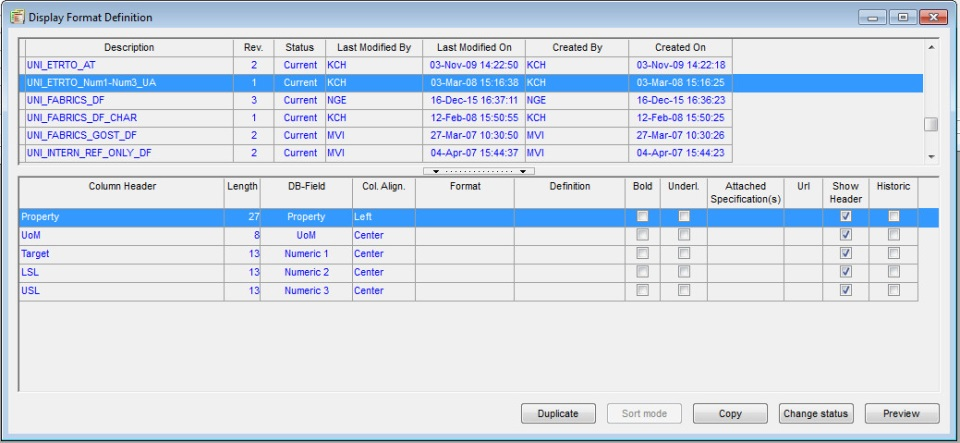 Display Format Definition
Description Rev. Status Last Modified By Last Modified On Created By Created On
UNI_ETRTO_AT 2 Current KCH 03-Nov-09 14:22:50 KCH 03-Nov-09 14:22:18
UNI_ETRTO_Num1-Num3_UA 1 Current KCH 03-Mar-08 15:16:38 KCH 03-Mar-08 15:16:25
UNI_FABRICS_DF 3 Current NGE 16-Dec-15 16:37:11 NGE 16-Dec-15 16:36:23
UNI_FABRICS_DF_CHAR 1 Current KCH 12-Feb-08 15:50:55 KCH 12-Feb-08 15:50:25
UNI_FABRICS_GOST_DF 2 Current MVI 27-Mar-07 10:30:50 MVI 27-Mar-07 10:30:26
UNI_INTERN_REF_ONLY_DF 2 Current MVI 04-Apr-07 15:44:37 MVI 04-Apr-07 15:44:23
Column Header Length DB-Field Col. Align. Format Definition Bold Underl. Attached Specification(s) Url Show Header Historic
Property 27 Property Left
UoM 8 UoM Center
Target 13 Numeric 1 Center
LSL 13 Numeric 2 Center
USL 13 Numeric 3 Center
Duplicate Sort mode Copy Change status Preview